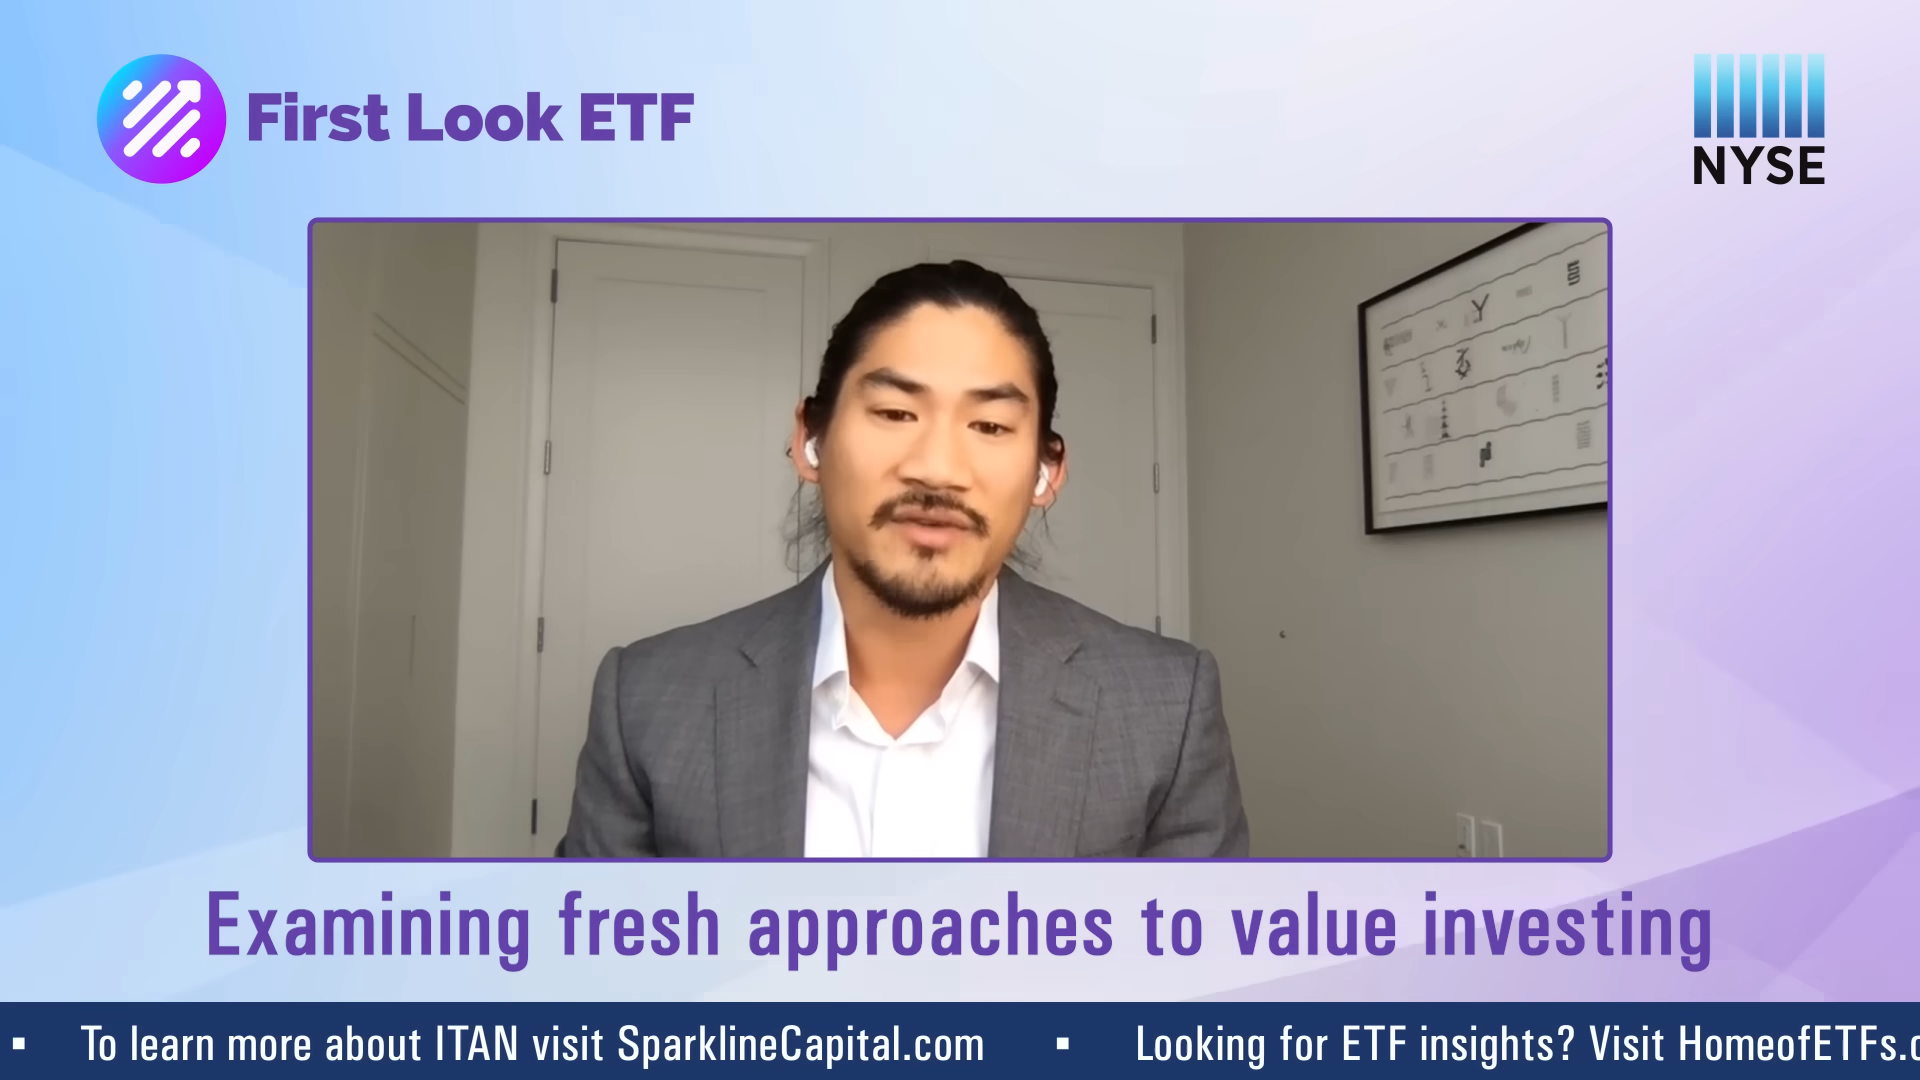 First Look ETF
NYSE
Examining fresh approaches to value investing
▪ To learn more about ITAN visit SparklineCapital.com ▪ Looking for ETF insights? Visit HomeofETFs.c